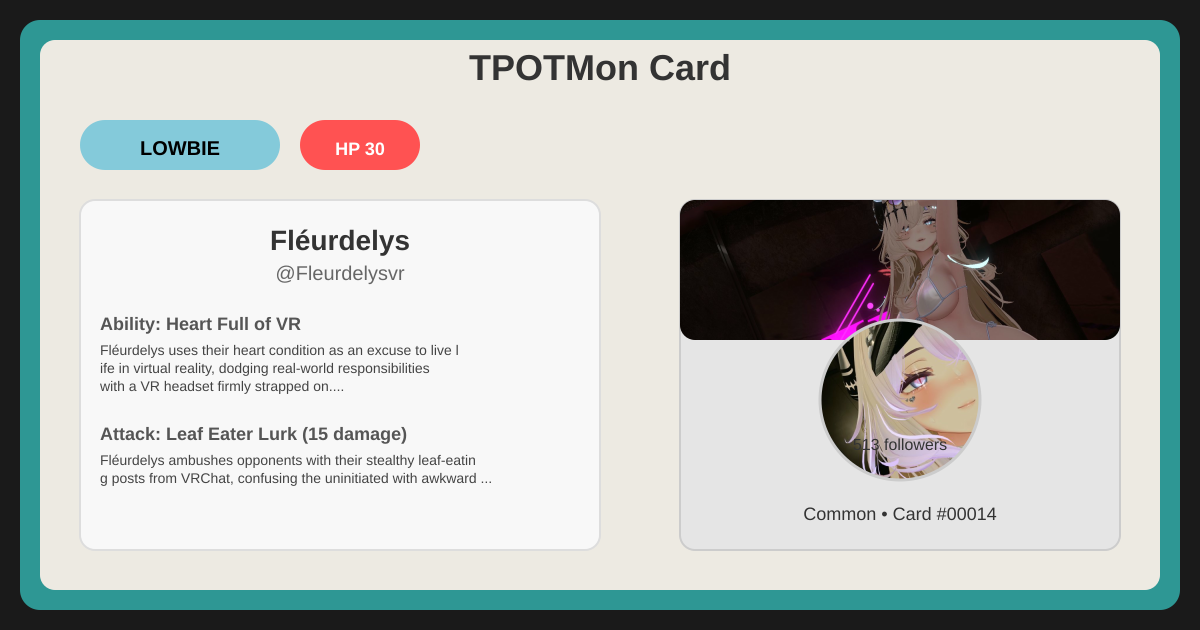 TPOTMon Card
LOWBIE
HP 30
Fléurdelys
@Fleurdelysvr
Ability: Heart Full of VR
Fléurdelys uses their heart condition as an excuse to live l
ife in virtual reality, dodging real-world responsibilities
with a VR headset firmly strapped on....
Attack: Leaf Eater Lurk (15 damage)
Fléurdelys ambushes opponents with their stealthy leaf-eatin
g posts from VRChat, confusing the uninitiated with awkward ...
513 followers
Common • Card #00014